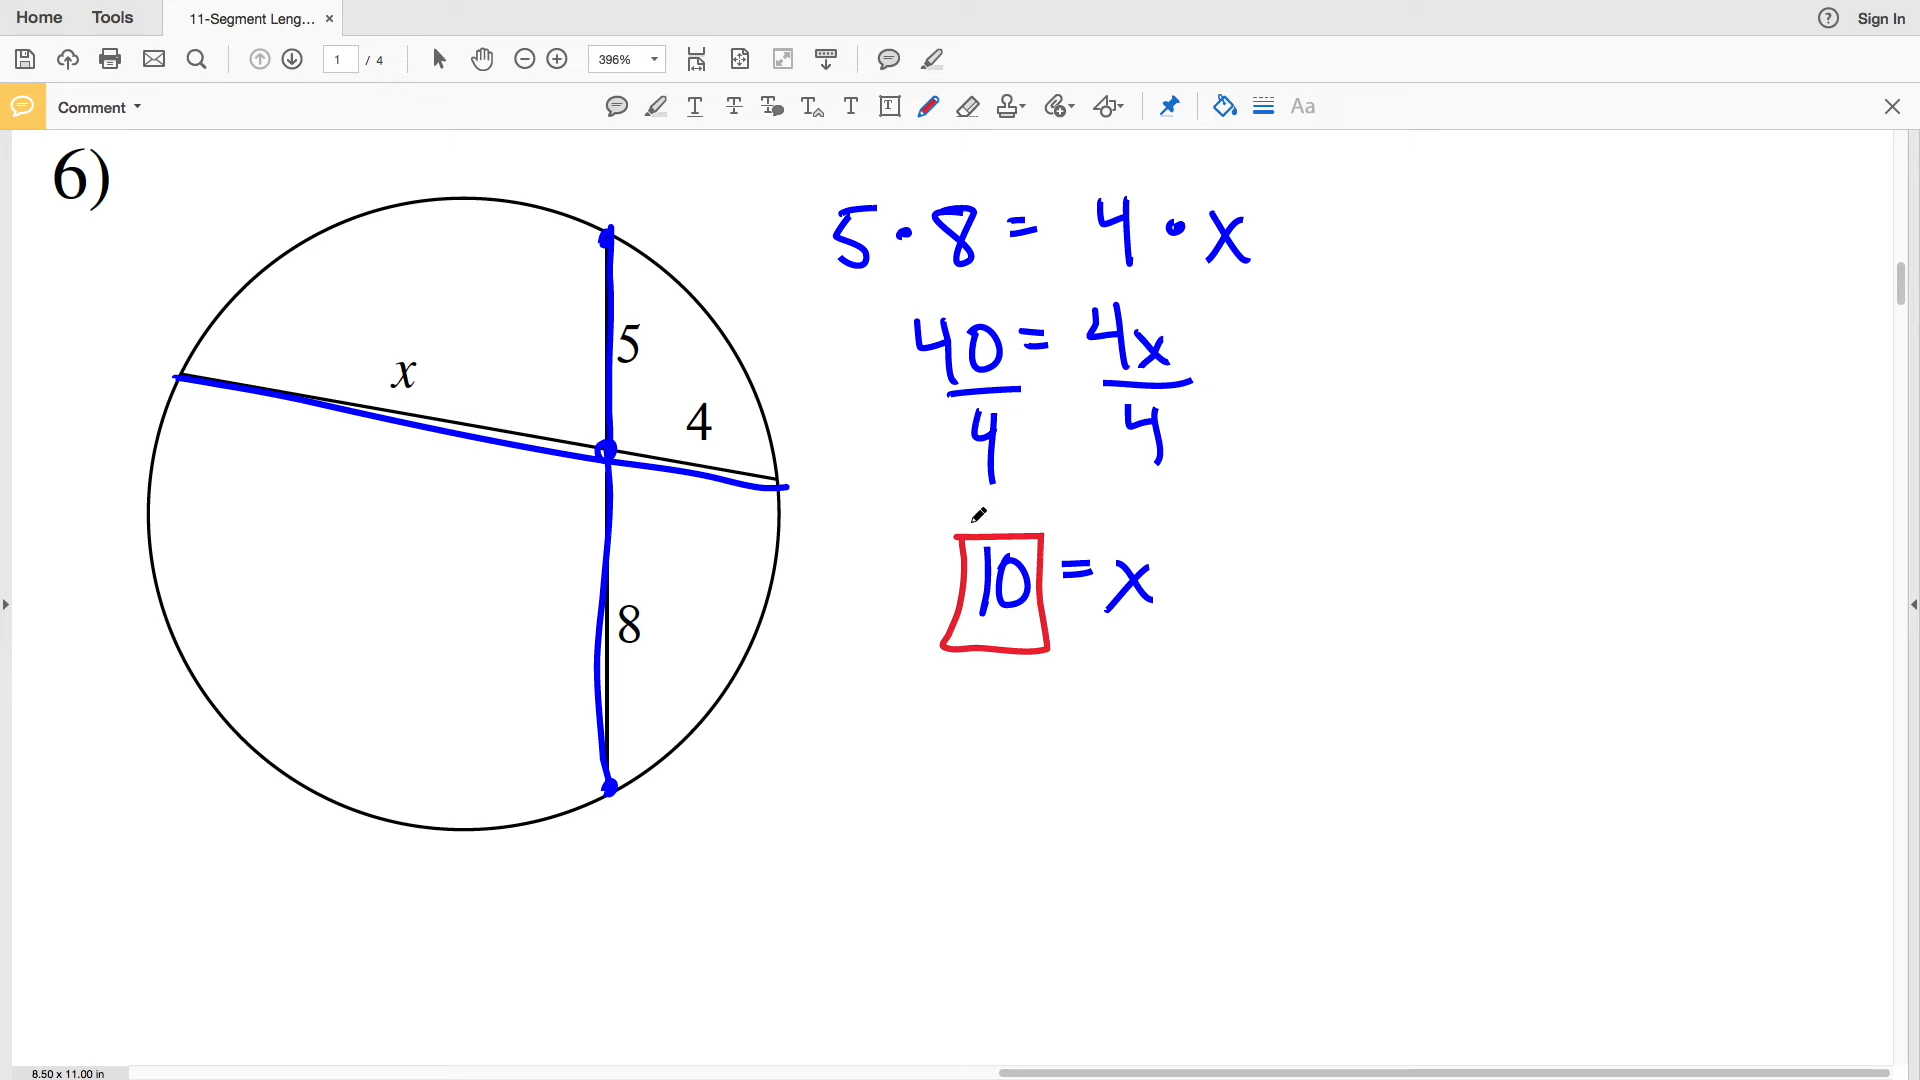 Home Tools 11-Segment Leng... × ? Sign In
1 / 4 396%
Comment Aa
6)
5 · 8 = 4 · x
5
x
40 = 4x
4
4 4
10 = x
8
8.50 x 11.00 in